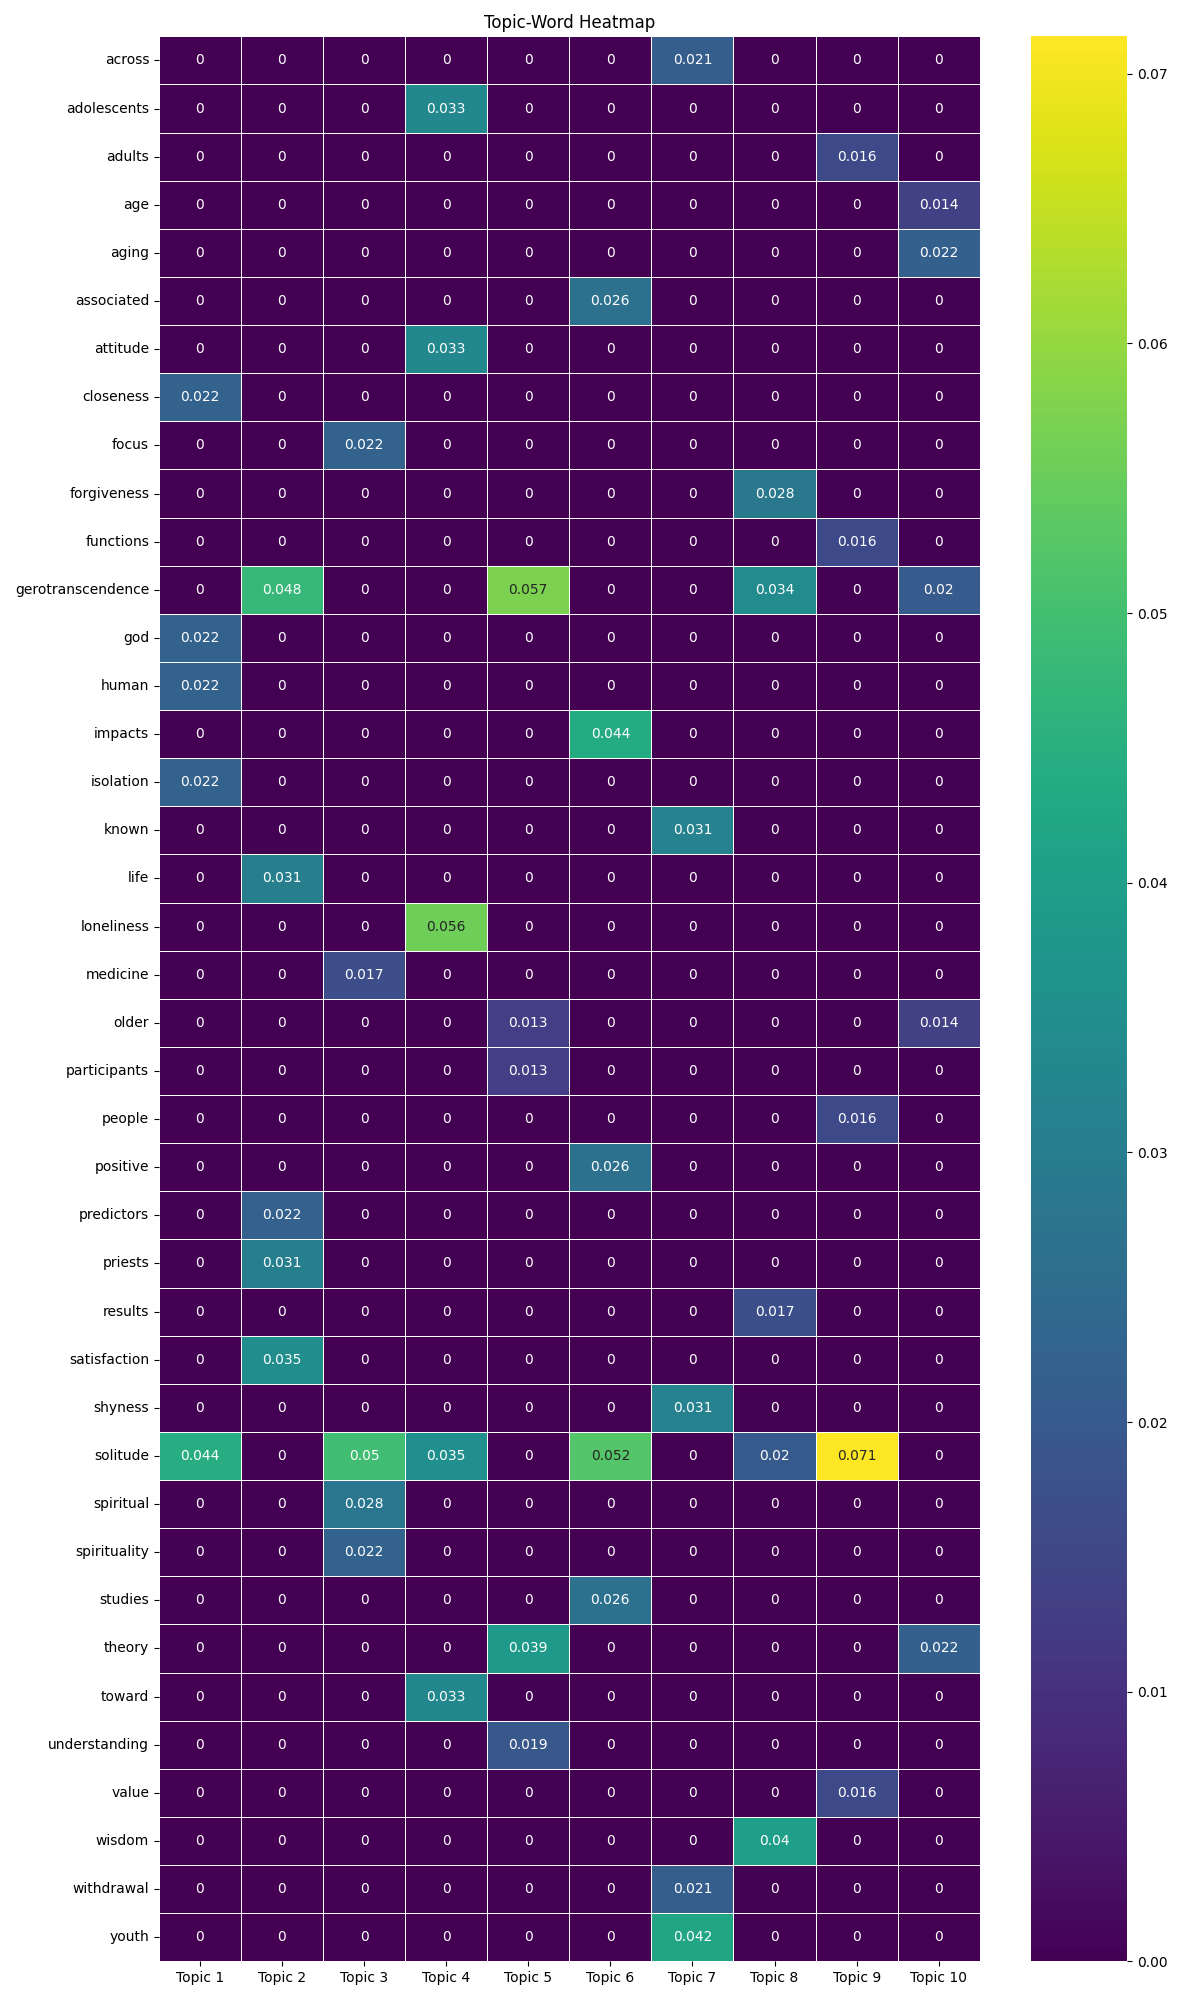 Topic-Word Heatmap
across 0 0 0 0 0 0 0.021 0 0 0
adolescents 0 0 0 0.033 0 0 0 0 0 0
adults 0 0 0 0 0 0 0 0 0.016 0
age 0 0 0 0 0 0 0 0 0 0.014
aging 0 0 0 0 0 0 0 0 0 0.022
associated 0 0 0 0 0 0.026 0 0 0 0
attitude 0 0 0 0.033 0 0 0 0 0 0
closeness 0.022 0 0 0 0 0 0 0 0 0
focus 0 0 0.022 0 0 0 0 0 0 0
forgiveness 0 0 0 0 0 0 0 0.028 0 0
functions 0 0 0 0 0 0 0 0 0.016 0
gerotranscendence 0 0.048 0 0 0.057 0 0 0.034 0 0.02
god 0.022 0 0 0 0 0 0 0 0 0
human 0.022 0 0 0 0 0 0 0 0 0
impacts 0 0 0 0 0 0.044 0 0 0 0
isolation 0.022 0 0 0 0 0 0 0 0 0
known 0 0 0 0 0 0 0.031 0 0 0
life 0 0.031 0 0 0 0 0 0 0 0
loneliness 0 0 0 0.056 0 0 0 0 0 0
medicine 0 0 0.017 0 0 0 0 0 0 0
older 0 0 0 0 0.013 0 0 0 0 0.014
participants 0 0 0 0 0.013 0 0 0 0 0
people 0 0 0 0 0 0 0 0 0.016 0
positive 0 0 0 0 0 0.026 0 0 0 0
predictors 0 0.022 0 0 0 0 0 0 0 0
priests 0 0.031 0 0 0 0 0 0 0 0
results 0 0 0 0 0 0 0 0.017 0 0
satisfaction 0 0.035 0 0 0 0 0 0 0 0
shyness 0 0 0 0 0 0 0.031 0 0 0
solitude 0.044 0 0.05 0.035 0 0.052 0 0.02 0.071 0
spiritual 0 0 0.028 0 0 0 0 0 0 0
spirituality 0 0 0.022 0 0 0 0 0 0 0
studies 0 0 0 0 0 0.026 0 0 0 0
theory 0 0 0 0 0.039 0 0 0 0 0.022
toward 0 0 0 0.033 0 0 0 0 0 0
understanding 0 0 0 0 0.019 0 0 0 0 0
value 0 0 0 0 0 0 0 0 0.016 0
wisdom 0 0 0 0 0 0 0 0.04 0 0
withdrawal 0 0 0 0 0 0 0.021 0 0 0
youth 0 0 0 0 0 0 0.042 0 0 0
Topic 1 Topic 2 Topic 3 Topic 4 Topic 5 Topic 6 Topic 7 Topic 8 Topic 9 Topic 10
0.07
0.06
0.05
0.04
0.03
0.02
0.01
0.00